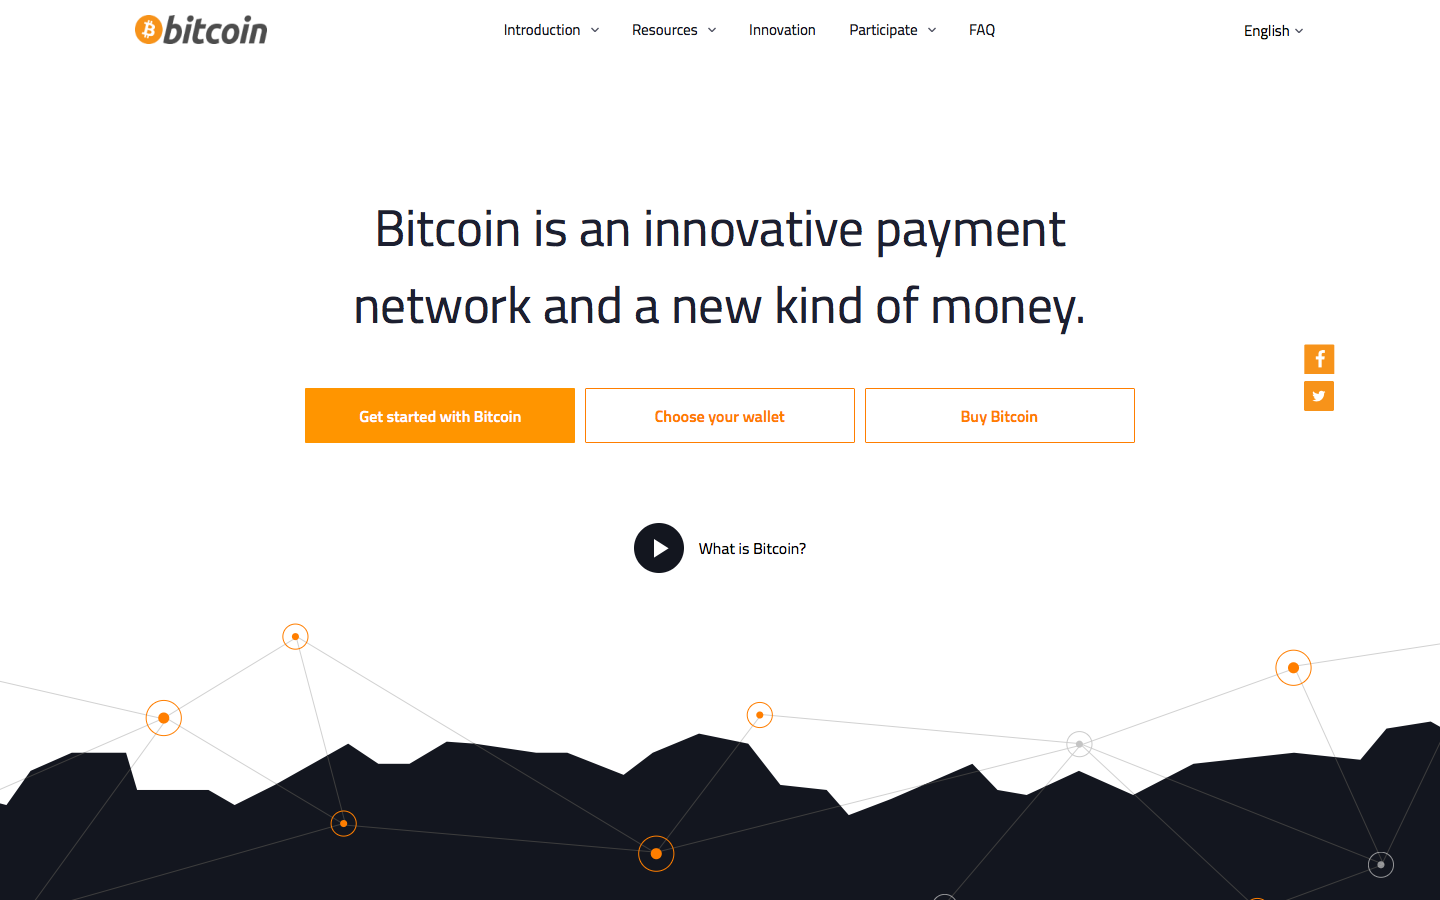 bitcoin
Introduction
Resources
Innovation
Participate
FAQ
English
Bitcoin is an innovative payment
network and a new kind of money.
Get started with Bitcoin
Choose your wallet
Buy Bitcoin
What is Bitcoin?